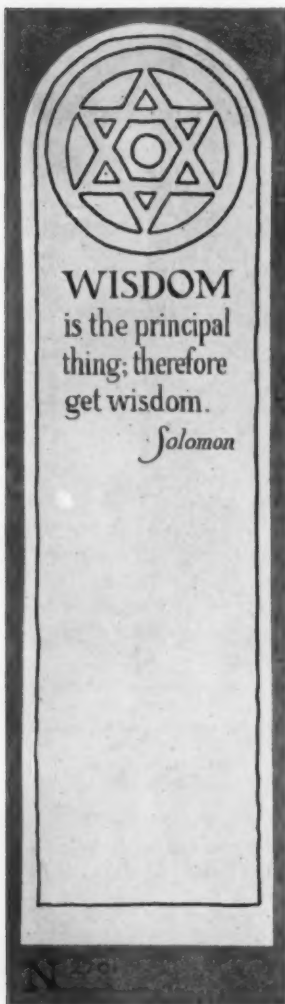 WISDOM
is the principal
thing; therefore
get wisdom.
Solomon
N